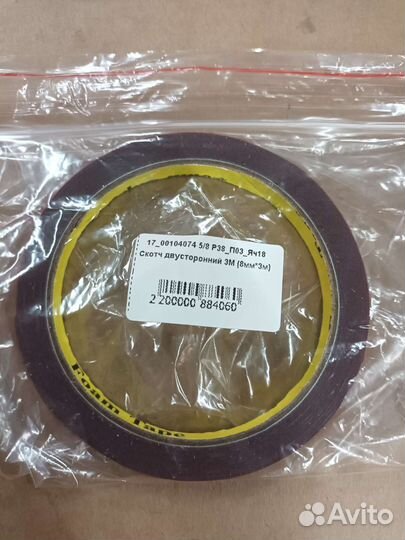 17_00104074 5/8 Р38_П03_Яч18
Скотч двусторонний 3М (8мм*3м)
2 200000 884060
Foam Tape
Avito